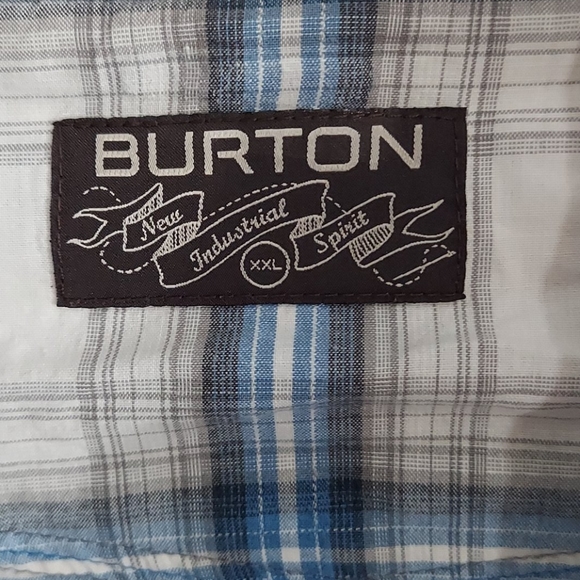 BURTON
New Industrial Spirit
XXL